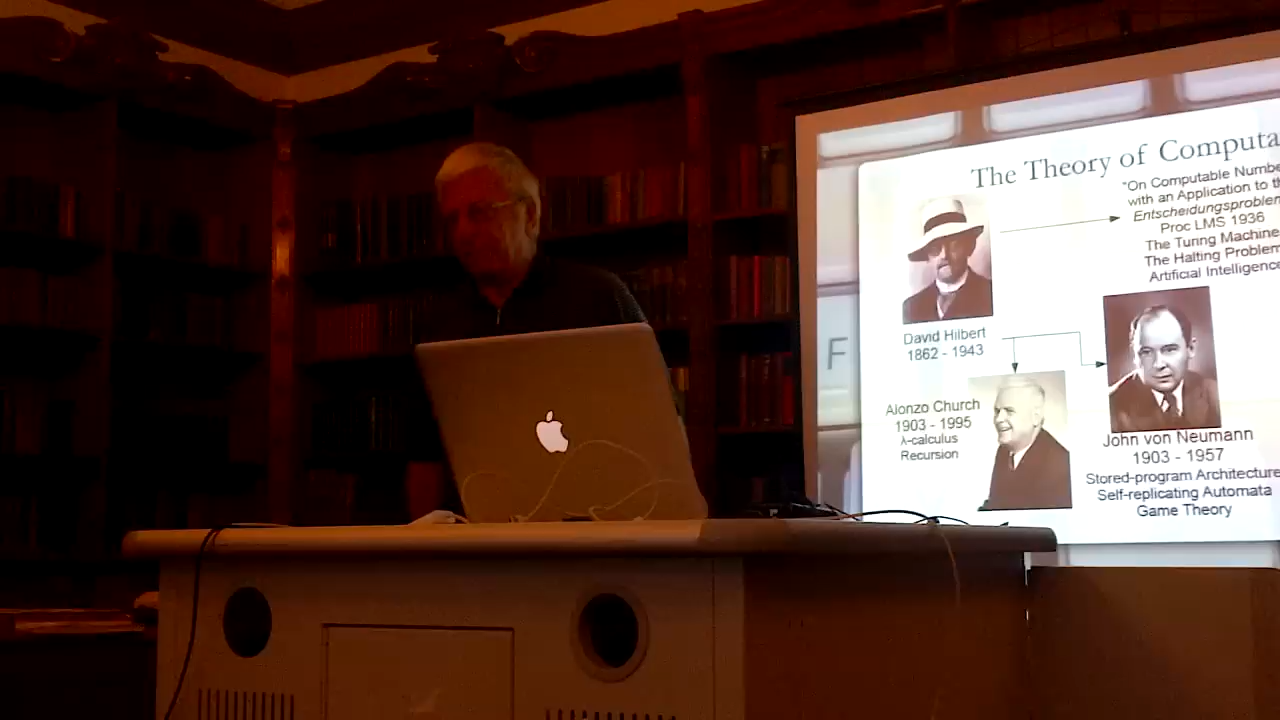 The Theory of Computa
"On Computable Numbe
with an Application to th
Entscheidungsproblem
Proc LMS 1936
The Turing Machine
The Halting Problem
Artificial Intelligence
David Hilbert
1862 - 1943
F
Alonzo Church
1903 - 1995
λ-calculus
Recursion
John von Neumann
1903 - 1957
Stored-program Architecture
Self-replicating Automata
Game Theory